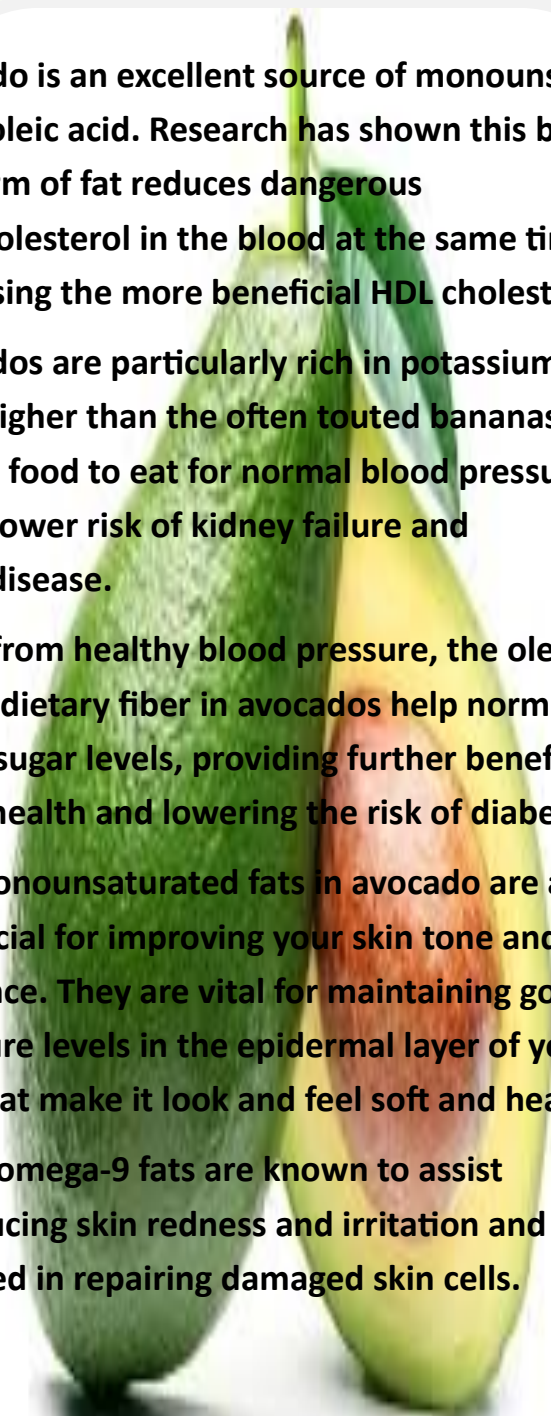 do is an excellent source of monouns
oleic acid. Research has shown this b
rm of fat reduces dangerous
olesterol in the blood at the same ti
sing the more beneficial HDL cholest
dos are particularly rich in potassium
igher than the often touted bananas
food to eat for normal blood pressu
ower risk of kidney failure and
disease.
from healthy blood pressure, the ole
dietary fiber in avocados help norm
sugar levels, providing further benef
health and lowering the risk of diabe
onounsaturated fats in avocado are a
cial for improving your skin tone and
nce. They are vital for maintaining go
ure levels in the epidermal layer of yo
at make it look and feel soft and hea
omega-9 fats are known to assist
ucing skin redness and irritation and
ed in repairing damaged skin cells.